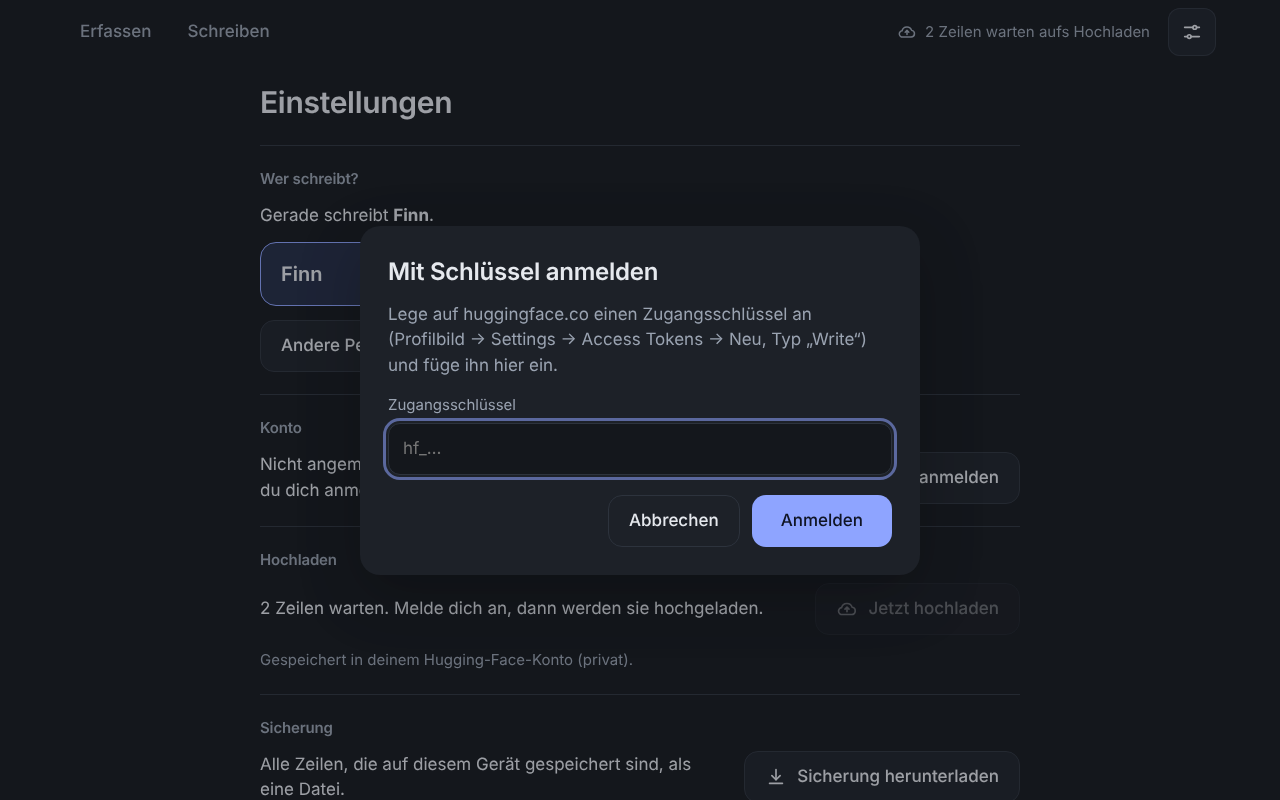 Erfassen
Schreiben
2 Zeilen warten aufs Hochladen
Einstellungen
Wer schreibt?
Gerade schreibt Finn.
Finn
Andere Pe
Mit Schlüssel anmelden
Lege auf huggingface.co einen Zugangsschlüssel an
(Profilbild → Settings → Access Tokens → Neu, Typ „Write“)
und füge ihn hier ein.
Zugangsschlüssel
hf_…
Abbrechen
Anmelden
Konto
Nicht angem
du dich anm
anmelden
Hochladen
2 Zeilen warten. Melde dich an, dann werden sie hochgeladen.
Jetzt hochladen
Gespeichert in deinem Hugging-Face-Konto (privat).
Sicherung
Alle Zeilen, die auf diesem Gerät gespeichert sind, als
eine Datei.
Sicherung herunterladen